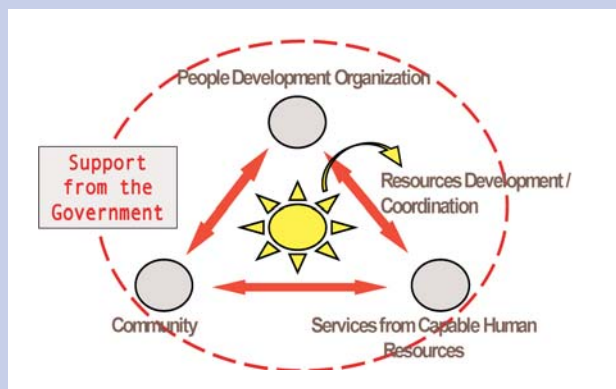 People Development Organization
Support
from the
Government
Resources Development /
Coordination
Community
Services from Capable Human
Resources